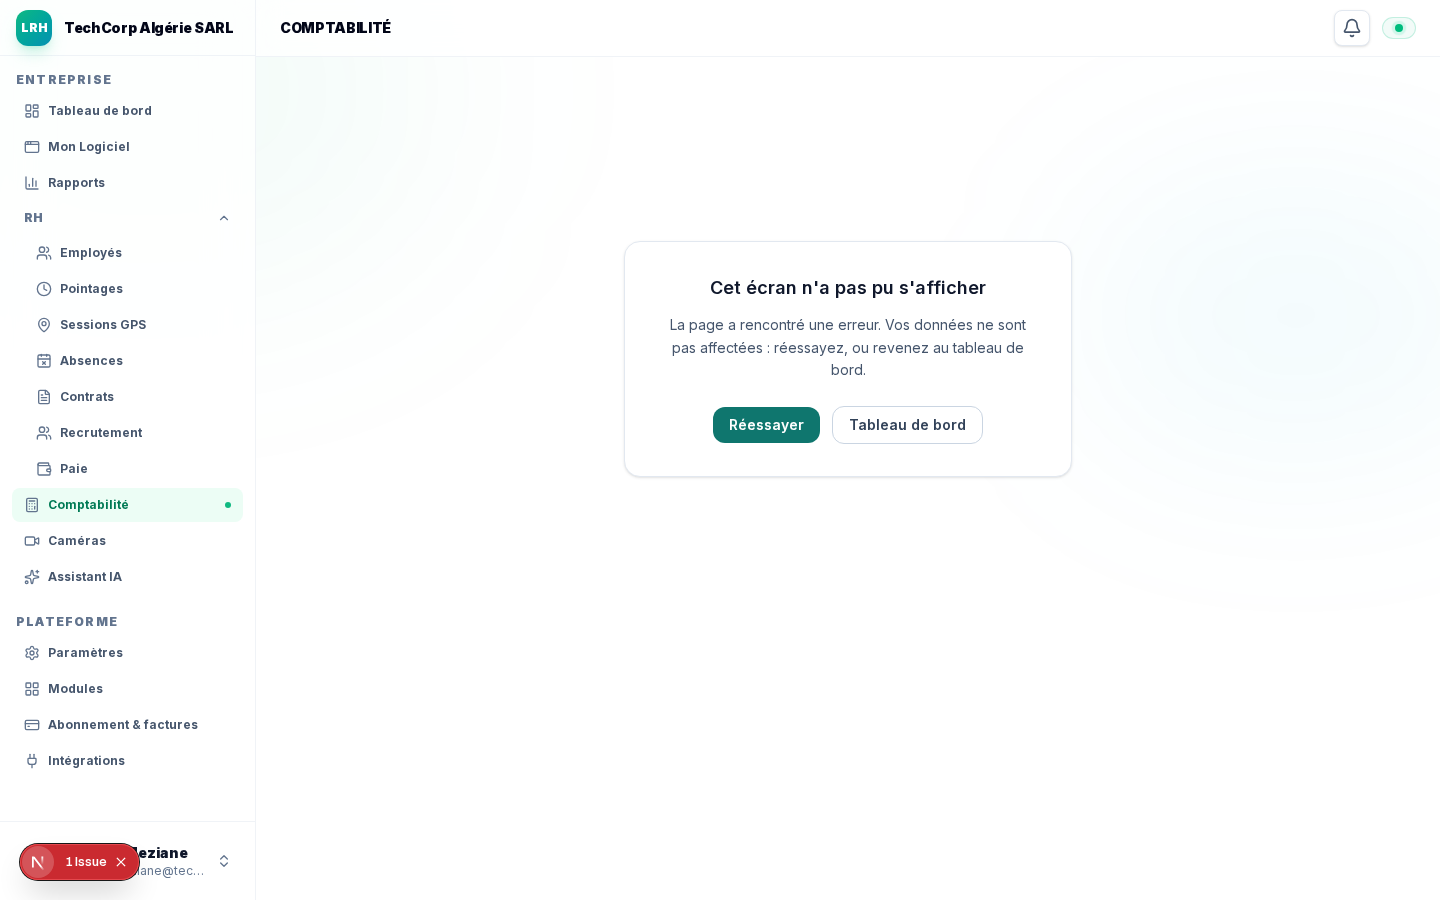 LRH
TechCorp Algérie SARL
COMPTABILITÉ
ENTREPRISE
Tableau de bord
Mon Logiciel
Rapports
RH
Employés
Pointages
Sessions GPS
Absences
Contrats
Recrutement
Paie
Comptabilité
Caméras
Assistant IA
PLATEFORME
Paramètres
Modules
Abonnement & factures
Intégrations
Cet écran n'a pas pu s'afficher
La page a rencontré une erreur. Vos données ne sont
pas affectées : réessayez, ou revenez au tableau de
bord.
Réessayer
Tableau de bord
1 Issue